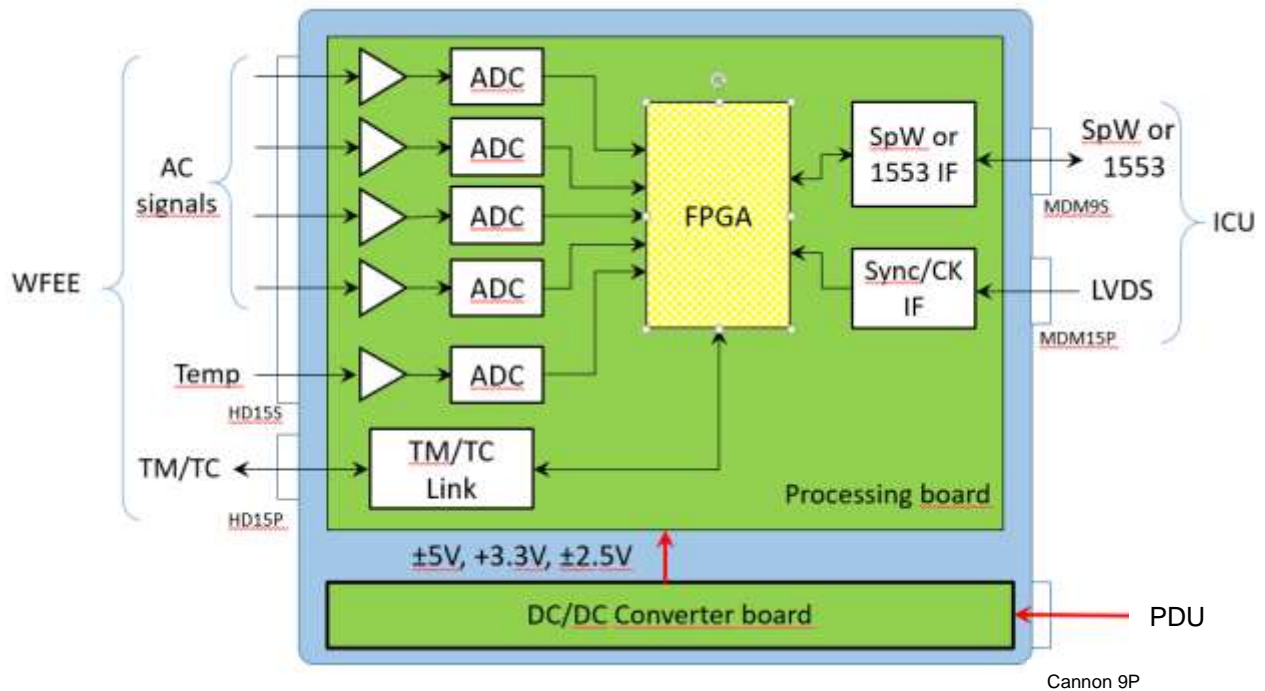 WFEE
AC
signals
Temp
HD15S
TM/TC
HD15P
ADC
ADC
ADC
ADC
ADC
TM/TC
Link
FPGA
SpW or
1553 IF
Sync/CK
IF
Processing board
SpW or
1553
MDM9S
LVDS
MDM15P
ICU
±5V, +3.3V, ±2.5V
DC/DC Converter board
PDU
Cannon 9P